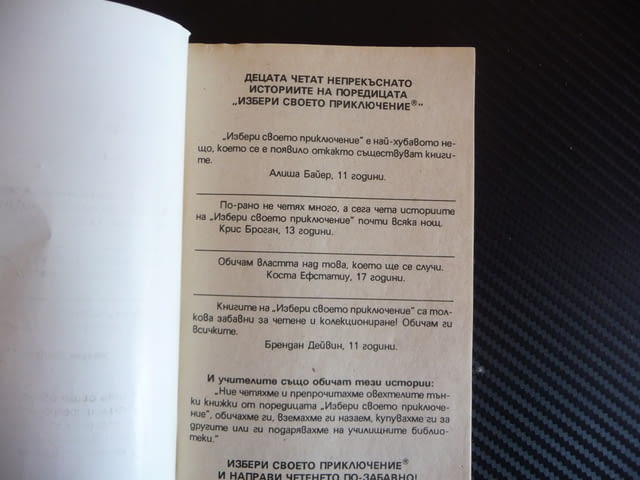 ДЕЦАТА ЧЕТАТ НЕПРЕКЪСНАТО
ИСТОРИИТЕ НА ПОРЕДИЦАТА
„ИЗБЕРИ СВОЕТО ПРИКЛЮЧЕНИЕ®"
„Избери своето приключение" е най-хубавото не-
що, което се е появило откакто съществуват книги-
те.
Алиша Байер, 11 години.
По-рано не четях много, а сега чета историите
на „Избери своето приключение" почти всяка нощ.
Крис Броган, 13 години.
Обичам властта над това, което ще се случи.
Коста Ефстатиу, 17 години.
Книгите на „Избери своето приключение" са тол-
кова забавни за четене и колекциониране! Обичам ги
всичките.
Брендан Дейвин, 11 години.
И учителите също обичат тези истории:
"Ние четяхме и препрочитахме овехтелите тън-
ки книжки от поредицата „Избери своето приключе-
ние", обичахме ги, вземахме ги назаем, купувахме ги за
другите или ги подарявахме на училищните библио-
теки."
ИЗБЕРИ СВОЕТО ПРИКЛЮЧЕНИЕ®
И НАПРАВИ ЧЕТЕНЕТО ПО-ЗАБАВНО!